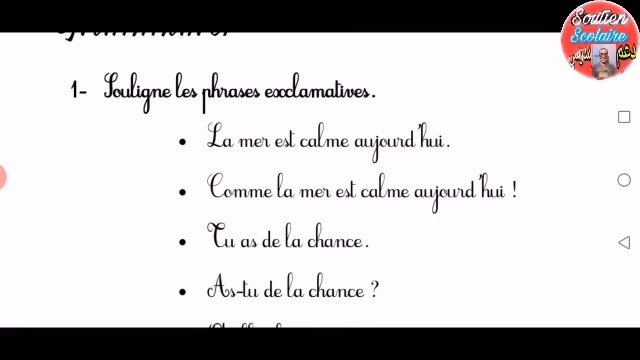 Soutien
Scolaire
1- Souligne les phrases exclamatives.
• La mer est calme aujourd'hui.
• Comme la mer est calme aujourd'hui !
• Tu as de la chance.
• As-tu de la chance ?